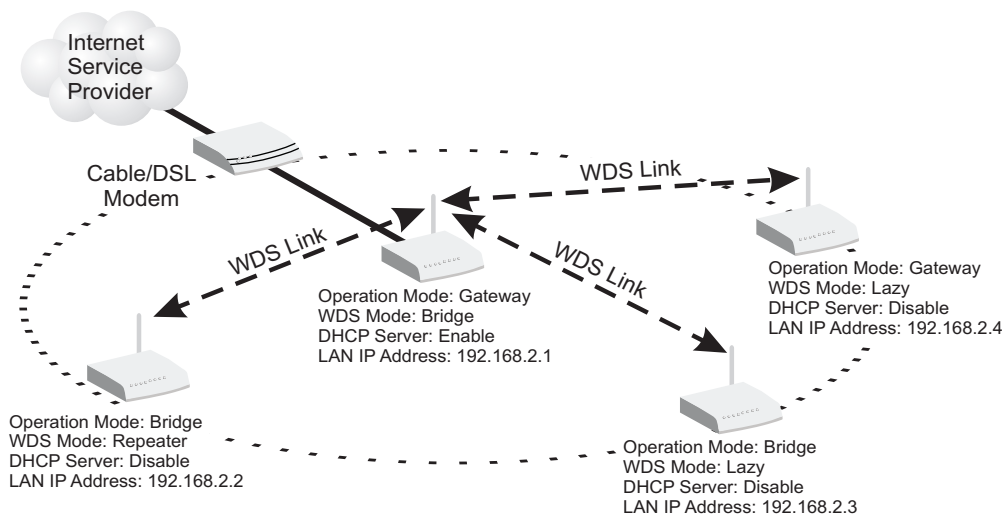 Internet
Service
Provider
Cable/DSL
Modem
WDS Link
WDS Link
WDS Link
Operation Mode: Gateway
WDS Mode: Lazy
DHCP Server: Disable
LAN IP Address: 192.168.2.4
Operation Mode: Gateway
WDS Mode: Bridge
DHCP Server: Enable
LAN IP Address: 192.168.2.1
Operation Mode: Bridge
WDS Mode: Repeater
DHCP Server: Disable
LAN IP Address: 192.168.2.2
Operation Mode: Bridge
WDS Mode: Lazy
DHCP Server: Disable
LAN IP Address: 192.168.2.3